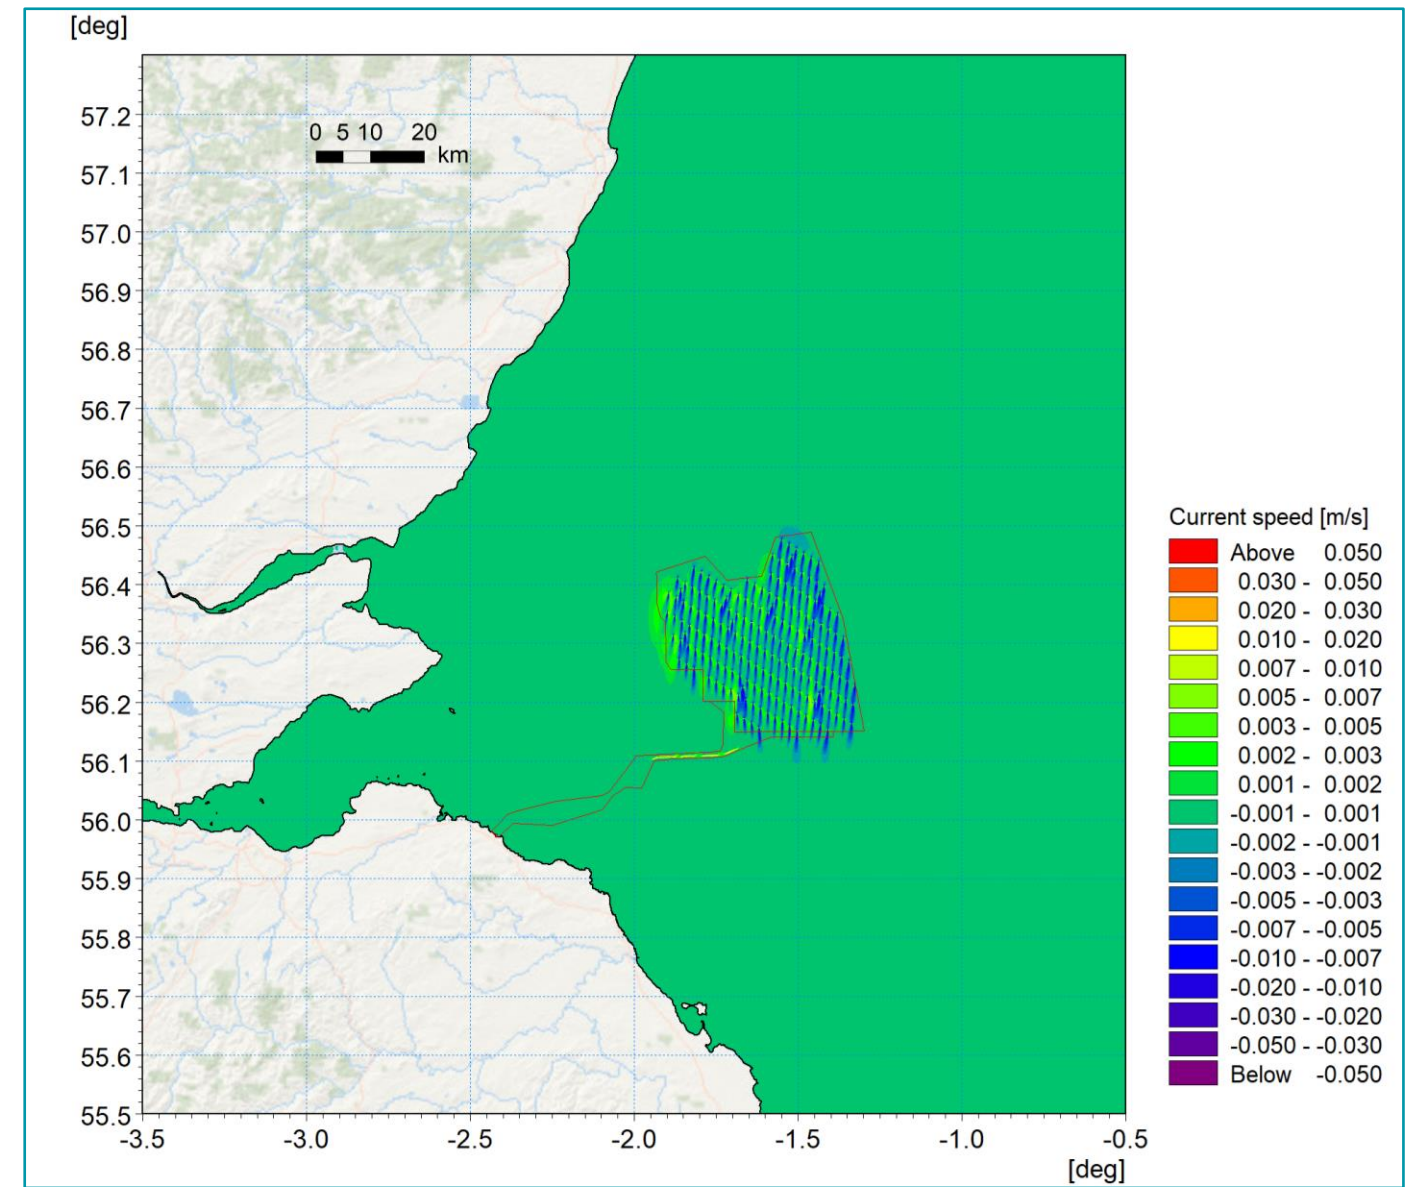 [deg]
57.2
57.1
57.0
56.9
56.8
56.7
56.6
56.5
56.4
56.3
56.2
56.1
56.0
55.9
55.8
55.7
55.6
55.5
0 5 10 20
km
-3.5 -3.0 -2.5 -2.0 -1.5 -1.0 -0.5
[deg]
Current speed [m/s]
Above 0.050
0.030 - 0.050
0.020 - 0.030
0.010 - 0.020
0.007 - 0.010
0.005 - 0.007
0.003 - 0.005
0.002 - 0.003
0.001 - 0.002
-0.001 - 0.001
-0.002 - -0.001
-0.003 - -0.002
-0.005 - -0.003
-0.007 - -0.005
-0.010 - -0.007
-0.020 - -0.010
-0.030 - -0.020
-0.050 - -0.030
Below -0.050